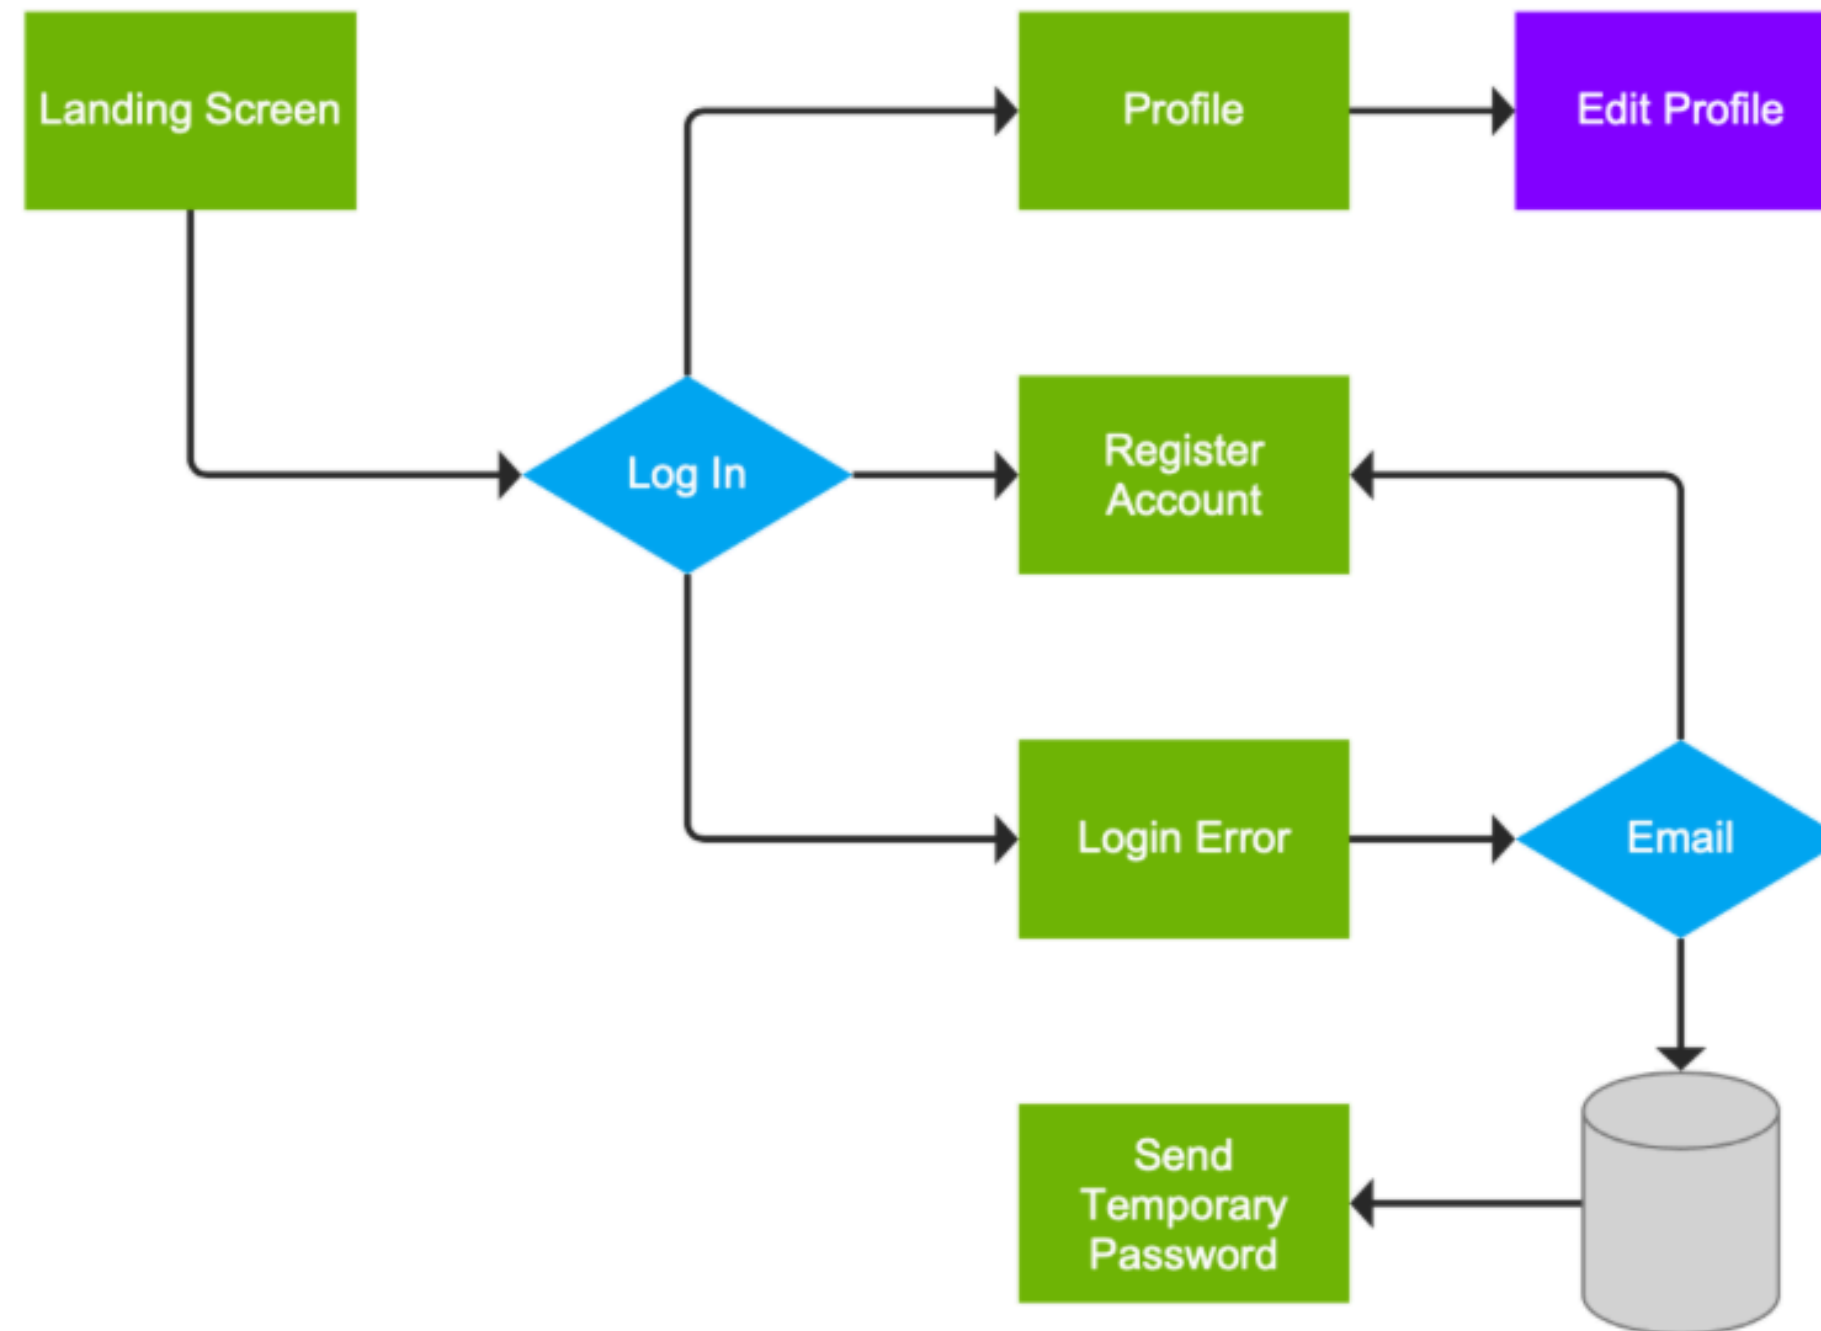 Landing Screen
Profile
Edit Profile
Log In
Register
Account
Login Error
Email
Send
Temporary
Password